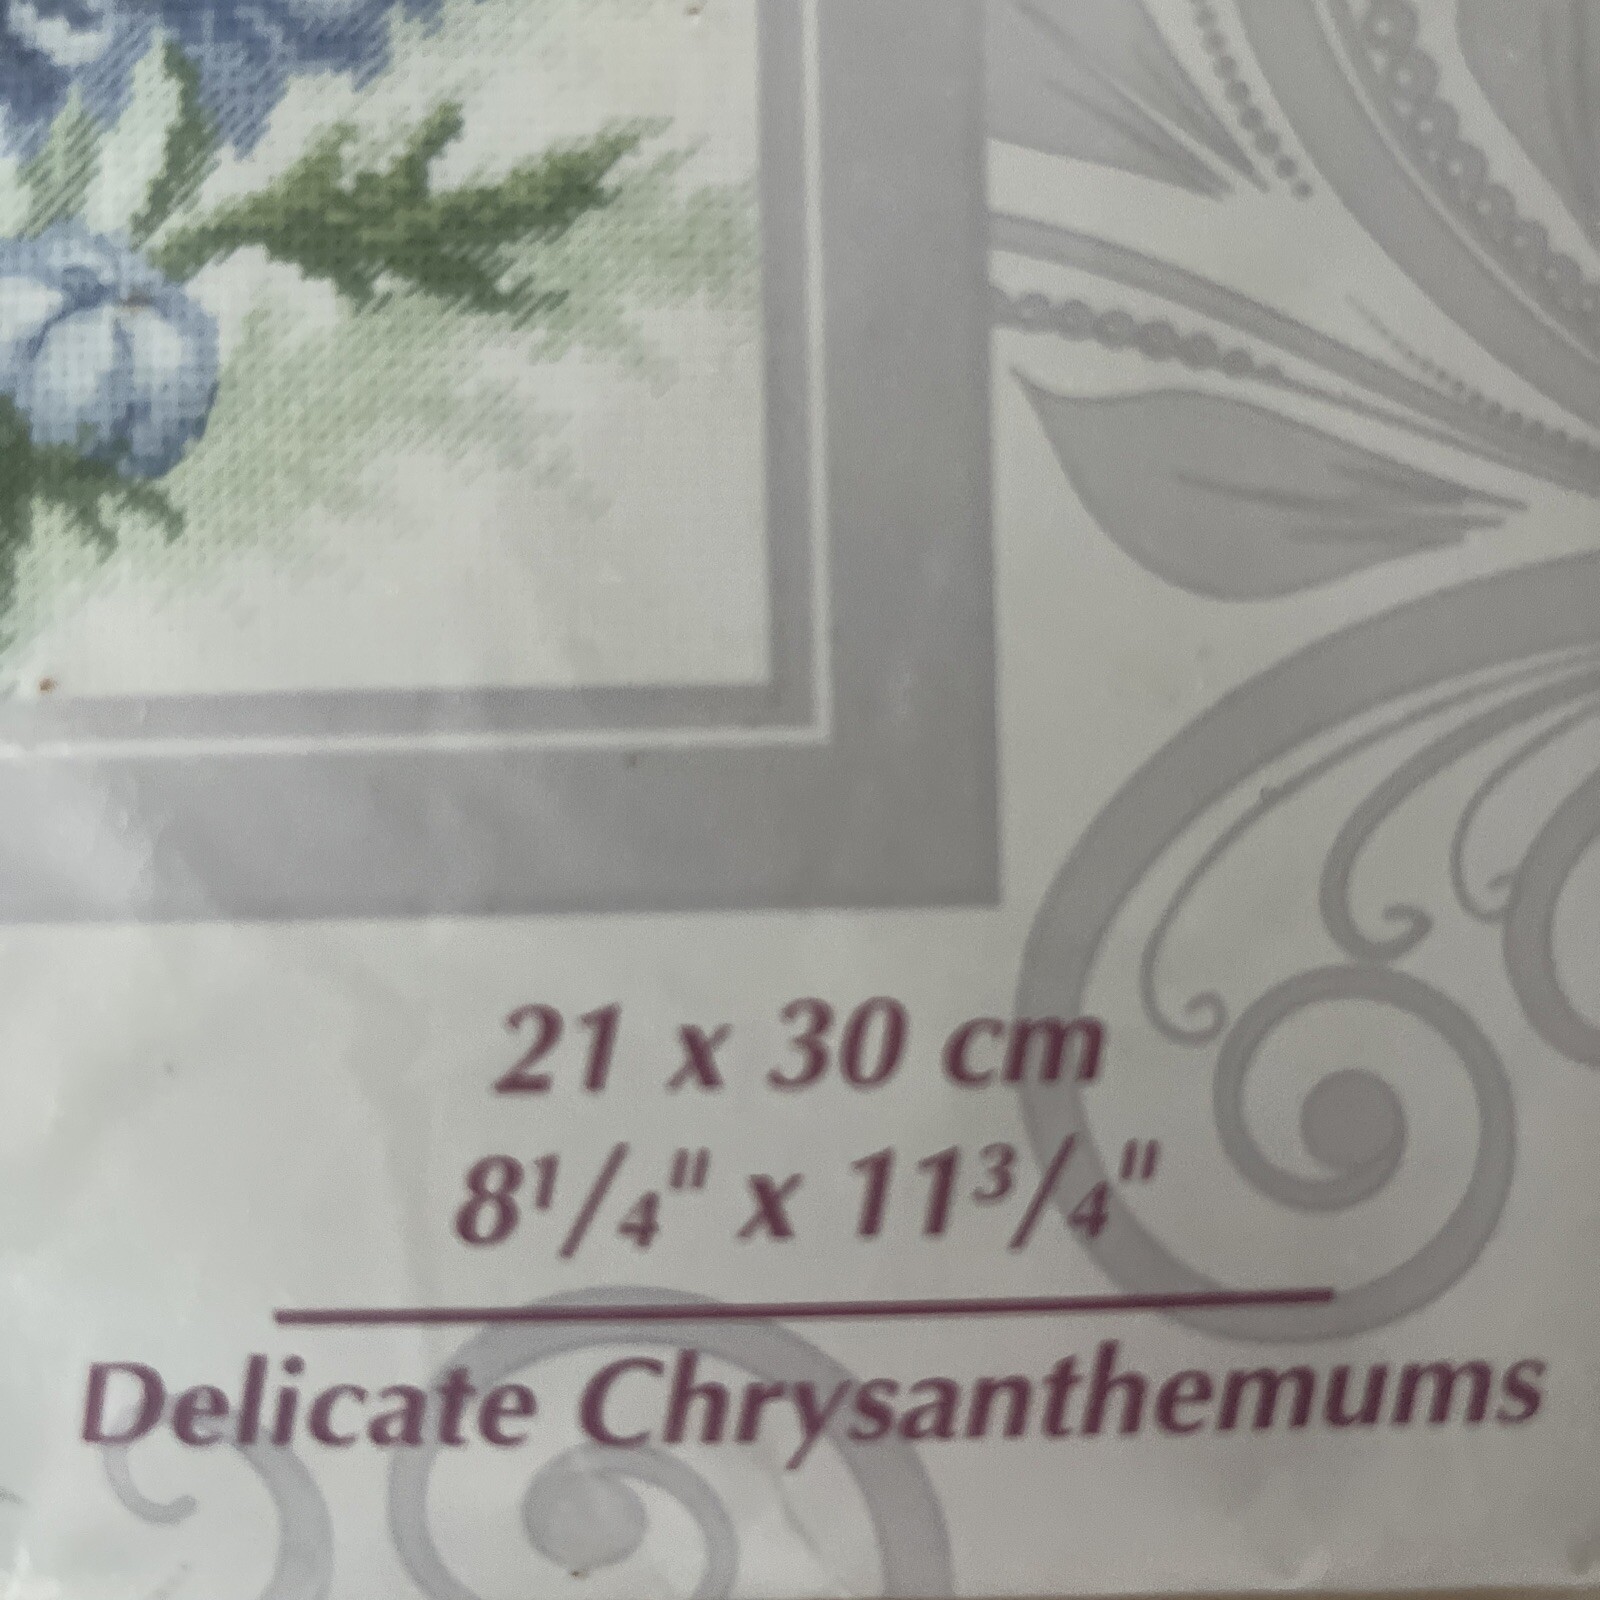 21 x 30 cm
8¹/₄" x 11³/₄"
Delicate Chrysanthemums